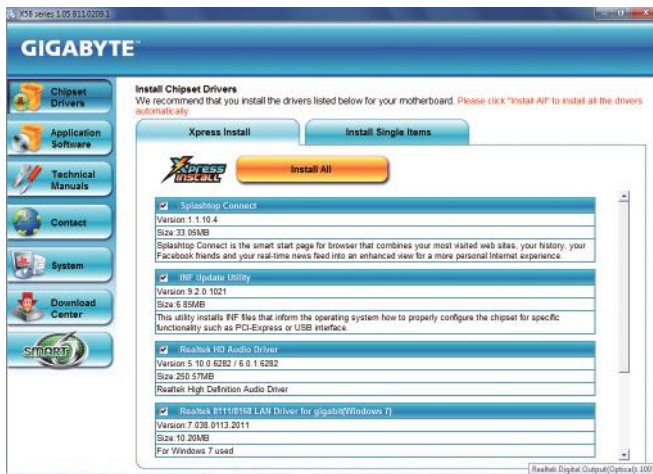 X58 series 1.05 B11.0209.1
GIGABYTE™
Chipset
Drivers
Application
Software
Technical
Manuals
Contact
System
Download
Center
SMART 6
Install Chipset Drivers
We recommend that you install the drivers listed below for your motherboard. Please click "Install All" to install all the drivers
automatically.
Xpress Install
Install Single Items
Xpress
INSTALL
Install All
Splashtop Connect
Version:1.1.10.4
Size:33.05MB
Splashtop Connect is the smart start page for browser that combines your most visited web sites, your history, your
Facebook friends and your real-time news feed into an enhanced view for a more personal Internet experience.
INF Update Utility
Version:9.2.0.1021
Size:6.85MB
This utility installs INF files that inform the operating system how to properly configure the chipset for specific
functionality such as PCI-Express or USB interface.
Realtek HD Audio Driver
Version:5.10.0.6282 / 6.0.1.6282
Size:250.57MB
Realtek High Definition Audio Driver
Realtek 8111/8168 LAN Driver for gigabit(Windows 7)
Version:7.038.0113.2011
Size:10.20MB
For Windows 7 used
Realtek Digital Output(Optical): 100